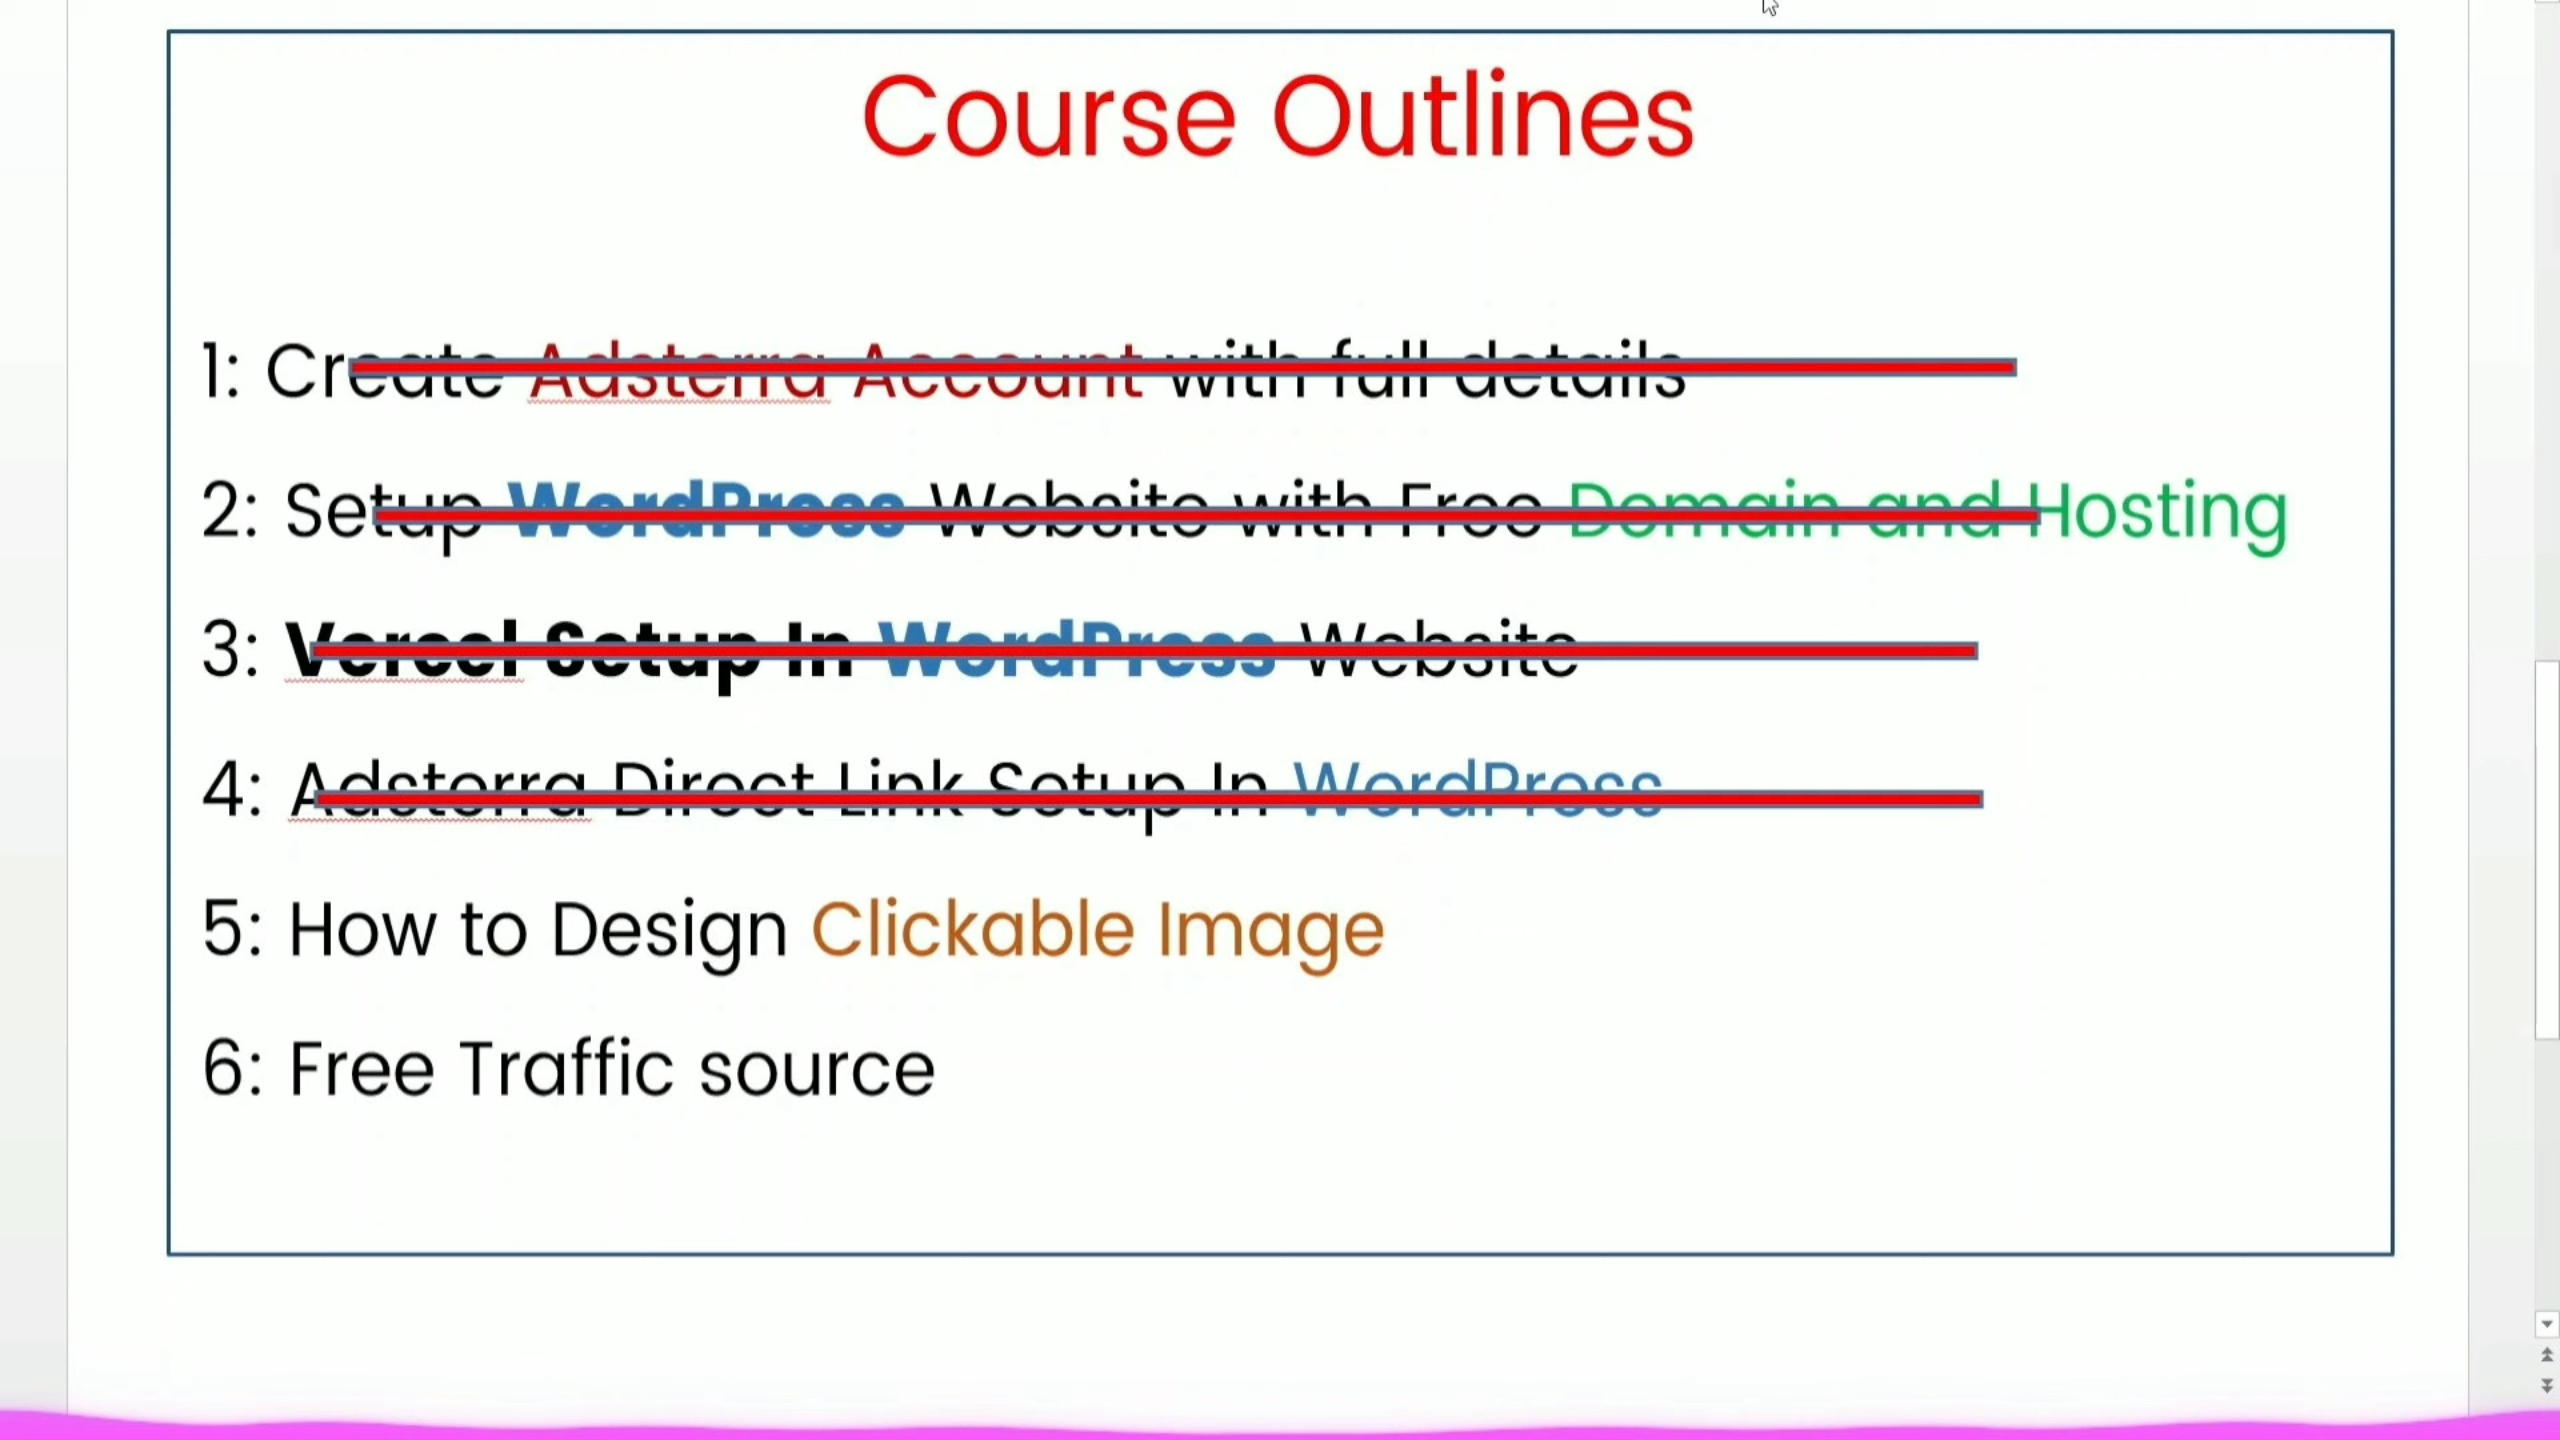 Course Outlines
1: Create Adsterra Account with full details
2: Setup WordPress Website with Free Domain and Hosting
3: Vercel Setup In WordPress Website
4: Adsterra Direct Link Setup In WordPress
5: How to Design Clickable Image
6: Free Traffic source